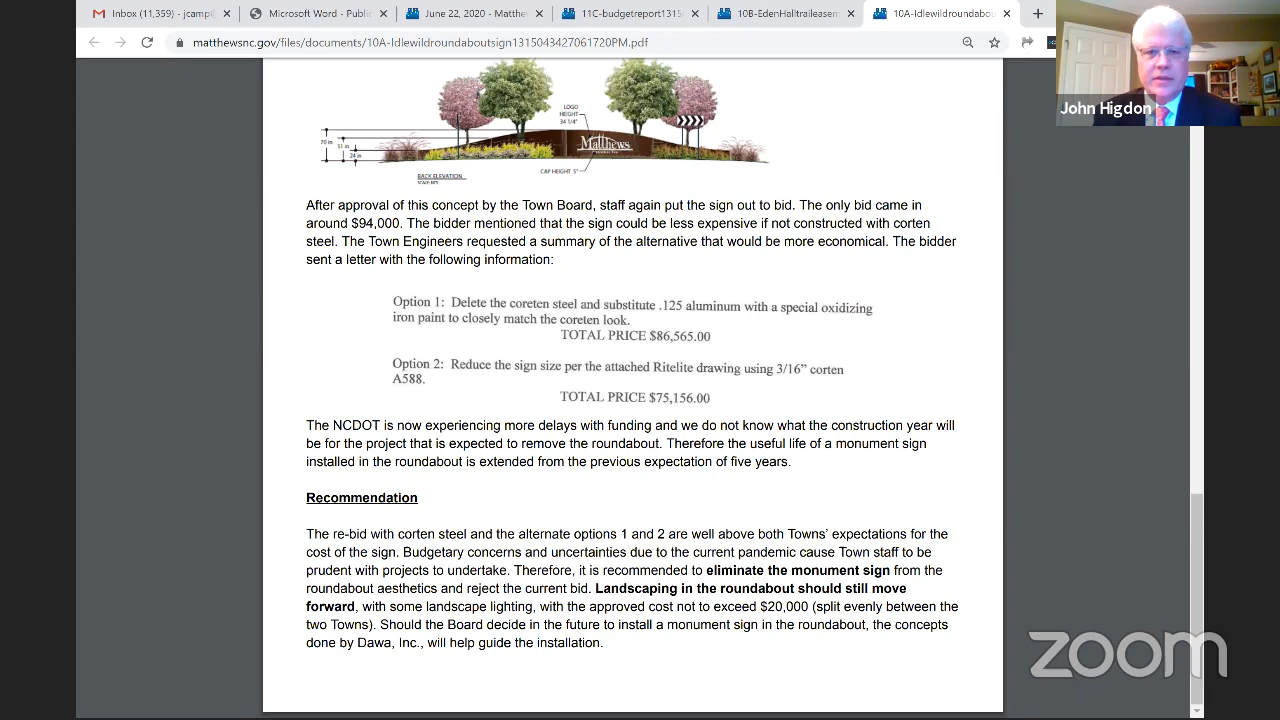 Inbox (11,359) - jcamp8
Microsoft Word - Public
June 22, 2020 - Matthe
11C-budgetreport1315
10B-EdenHalltrailleasem
10A-Idlewildroundabou
matthewsnc.gov/files/document/10A-Idlewildroundaboutsign1315043427061720PM.pdf
John Higdon
LOGO
HEIGHT
34 1/4"
70 in
51 in
24 in
Matthews
BACK ELEVATION
CAP HEIGHT 5"
After approval of this concept by the Town Board, staff again put the sign out to bid. The only bid came in
around $94,000. The bidder mentioned that the sign could be less expensive if not constructed with corten
steel. The Town Engineers requested a summary of the alternative that would be more economical. The bidder
sent a letter with the following information:
Option 1: Delete the coreten steel and substitute .125 aluminum with a special oxidizing
iron paint to closely match the coreten look.
TOTAL PRICE $86,565.00
Option 2: Reduce the sign size per the attached Ritelite drawing using 3/16” corten
A588.
TOTAL PRICE $75,156.00
The NCDOT is now experiencing more delays with funding and we do not know what the construction year will
be for the project that is expected to remove the roundabout. Therefore the useful life of a monument sign
installed in the roundabout is extended from the previous expectation of five years.
Recommendation
The re-bid with corten steel and the alternate options 1 and 2 are well above both Towns’ expectations for the
cost of the sign. Budgetary concerns and uncertainties due to the current pandemic cause Town staff to be
prudent with projects to undertake. Therefore, it is recommended to eliminate the monument sign from the
roundabout aesthetics and reject the current bid. Landscaping in the roundabout should still move
forward, with some landscape lighting, with the approved cost not to exceed $20,000 (split evenly between the
two Towns). Should the Board decide in the future to install a monument sign in the roundabout, the concepts
done by Dawa, Inc., will help guide the installation.
zoom